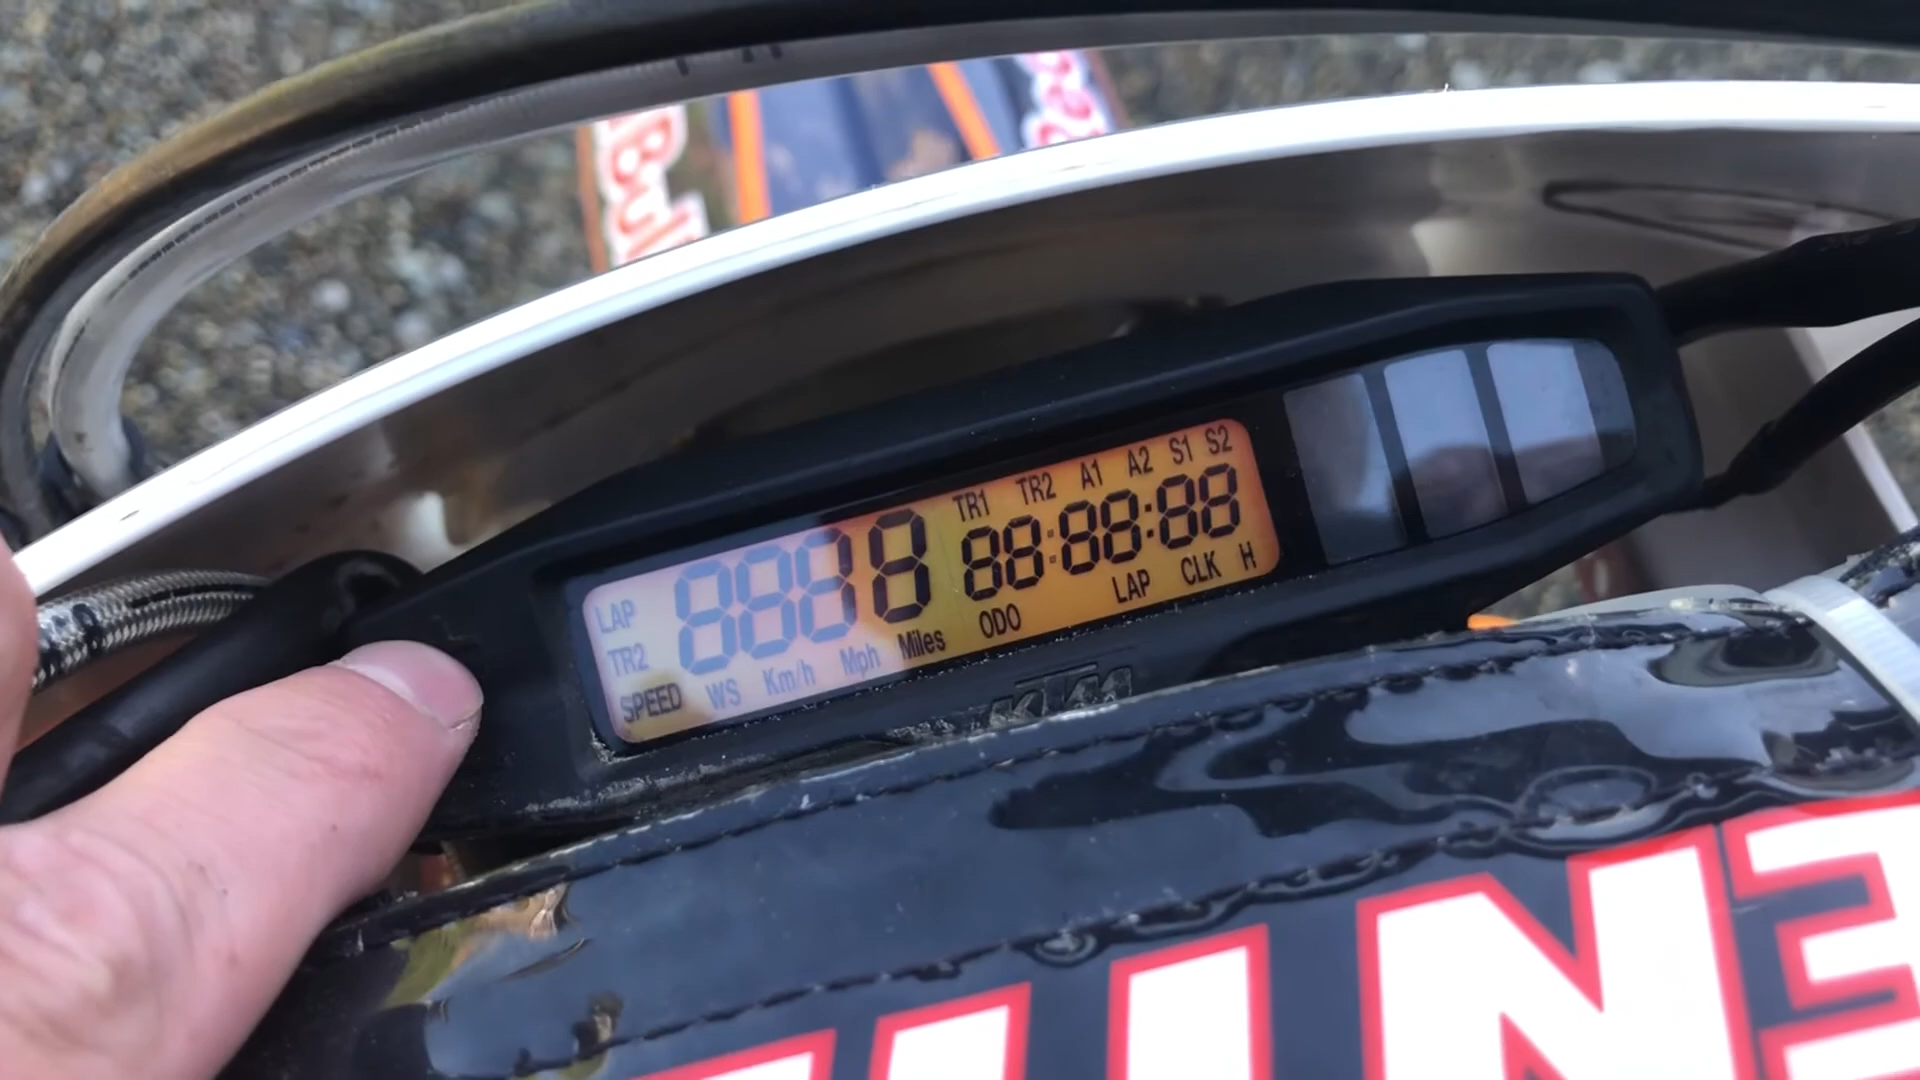 Bull
TR1 TR2 A1 A2 S1 S2
LAP 8888 88:88:88
TR2 ODO LAP CLK H
SPEED WS Km/h Mph Miles
KTM